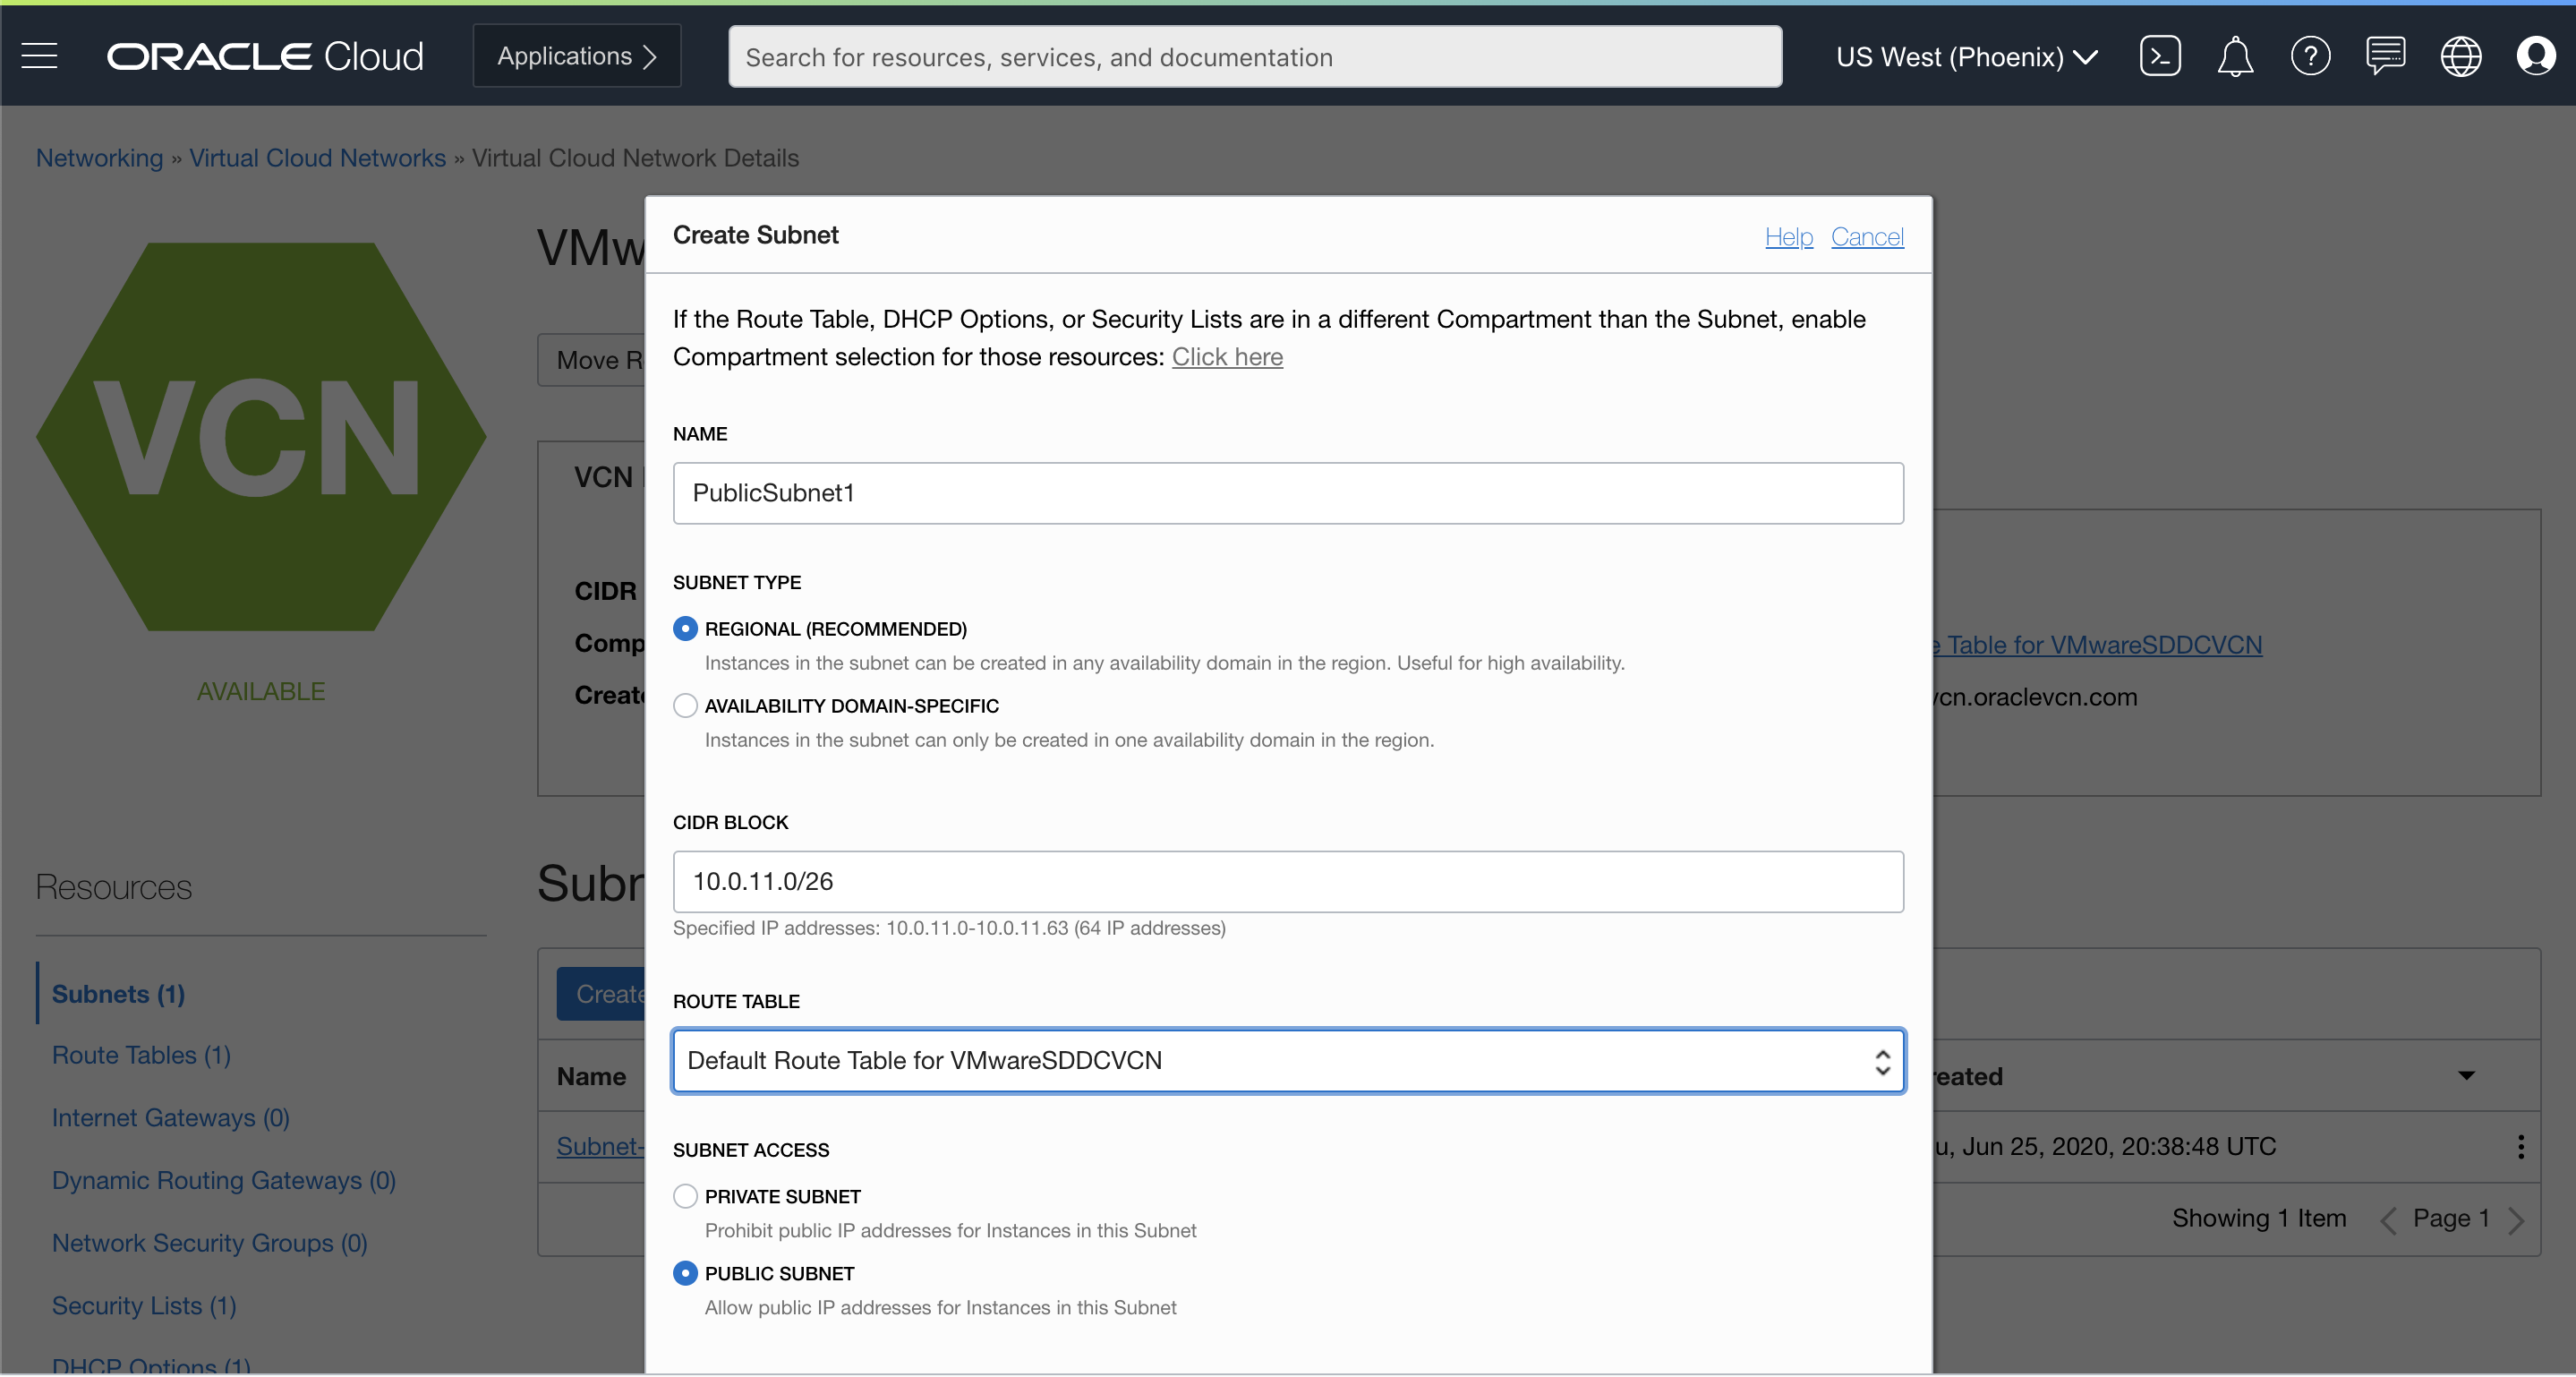 ORACLE Cloud
Applications
Search for resources, services, and documentation
US West (Phoenix)
Networking » Virtual Cloud Networks » Virtual Cloud Network Details
VCN
AVAILABLE
Resources
Subnets (1)
Route Tables (1)
Internet Gateways (0)
Dynamic Routing Gateways (0)
Network Security Groups (0)
Security Lists (1)
DHCP Options (1)
VMw
Move R
VCN
CIDR
Comp
Create
Subn
Create
Name
Subnet-
Create Subnet
Help Cancel
If the Route Table, DHCP Options, or Security Lists are in a different Compartment than the Subnet, enable
Compartment selection for those resources: Click here
NAME
PublicSubnet1
SUBNET TYPE
REGIONAL (RECOMMENDED)
Instances in the subnet can be created in any availability domain in the region. Useful for high availability.
AVAILABILITY DOMAIN-SPECIFIC
Instances in the subnet can only be created in one availability domain in the region.
CIDR BLOCK
10.0.11.0/26
Specified IP addresses: 10.0.11.0-10.0.11.63 (64 IP addresses)
ROUTE TABLE
Default Route Table for VMwareSDDCVCN
SUBNET ACCESS
PRIVATE SUBNET
Prohibit public IP addresses for Instances in this Subnet
PUBLIC SUBNET
Allow public IP addresses for Instances in this Subnet
e Table for VMwareSDDCVCN
vcn.oraclevcn.com
reated
u, Jun 25, 2020, 20:38:48 UTC
Showing 1 Item
Page 1